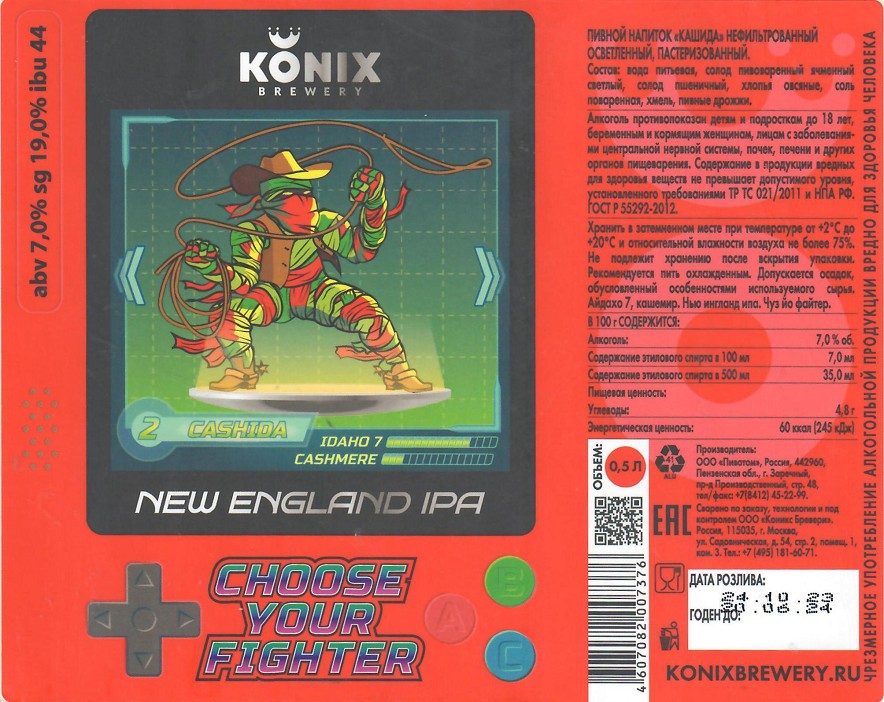 abv 7,0% sg 19,0% ibu 44
KONIX
BREWERY
2 CASHIDA
IDAHO 7
CASHMERE
NEW ENGLAND IPA
CHOOSE
YOUR
FIGHTER
A
B
C
ПИВНОЙ НАПИТОК «КАШИДА» НЕФИЛЬТРОВАННЫЙ
ОСВЕТЛЕННЫЙ, ПАСТЕРИЗОВАННЫЙ.
Состав: вода питьевая, солод пивоваренный ячменный
светлый, солод пшеничный, хлопья овсяные, соль
поваренная, хмель, пивные дрожжи.
Алкоголь противопоказан детям и подросткам до 18 лет,
беременным и кормящим женщинам, лицам с заболевания-
ми центральной нервной системы, почек, печени и других
органов пищеварения. Содержание в продукции вредных
для здоровья веществ не превышает допустимого уровня,
установленного требованиями ТР ТС 021/2011 и НПА РФ.
ГОСТ Р 55292-2012.
Хранить в затемненном месте при температуре от +2°С до
+20°С и относительной влажности воздуха не более 75%.
Не подлежит хранению после вскрытия упаковки.
Рекомендуется пить охлажденным. Допускается осадок,
обусловленный особенностями используемого сырья.
Айдахо 7, кашемир. Нью ингланд ипа. Чуз йо файтер.
В 100 г СОДЕРЖИТСЯ:
Алкоголь: 7,0 % об.
Содержание этилового спирта в 100 мл 7,0 мл
Содержание этилового спирта в 500 мл 35,0 мл
Пищевая ценность:
Углеводы: 4,8 г
Энергетическая ценность: 60 ккал (245 кДж)
ОБЪЕМ:
0,5 Л
41
ALU
Производитель:
ООО «Пивотом», Россия, 442960,
Пензенская обл., г. Заречный,
пр-д Производственный, стр. 48,
тел/факс: +7(8412) 45-22-99.
EAC
Сварено по заказу, технологии и под
контролем ООО «Коникс Бревери».
Россия, 115035, г. Москва,
ул. Садовническая, д. 54, стр. 2, помещ. 1,
ком. 3. Тел.: +7 (495) 181-60-71.
ДАТА РОЗЛИВА:
24.10.23
ГОДЕН ДО:
20.06.24
4 607082 007376
KONIXBREWERY.RU
ЧРЕЗМЕРНОЕ УПОТРЕБЛЕНИЕ АЛКОГОЛЬНОЙ ПРОДУКЦИИ ВРЕДНО ДЛЯ ЗДОРОВЬЯ ЧЕЛОВЕКА